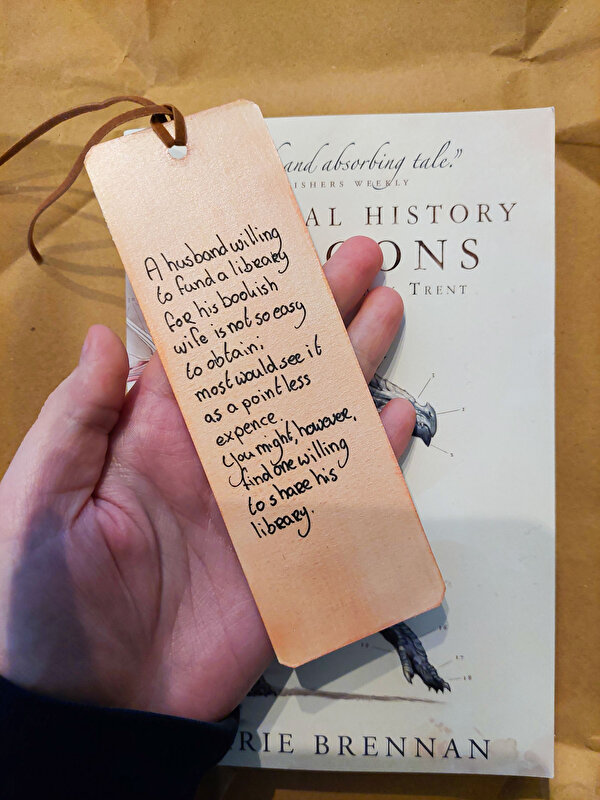 and absorbing tale.”
ISHERS WEEKLY
AL HISTORY
ONS
TRENT
A husband willing
to fund a library
for his bookish
wife is not so easy
to obtain;
most would see it
as a pointless
expence.
You might, however,
find one willing
to share his
library.
RIE BRENNAN